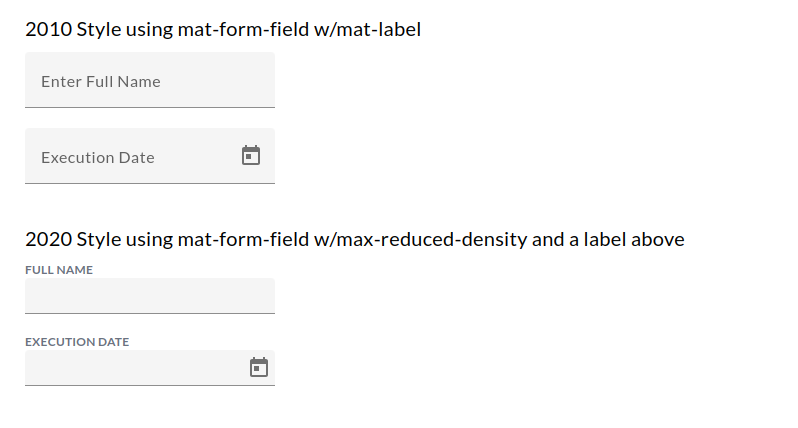 2010 Style using mat-form-field w/mat-label
Enter Full Name
Execution Date
2020 Style using mat-form-field w/max-reduced-density and a label above
FULL NAME
EXECUTION DATE